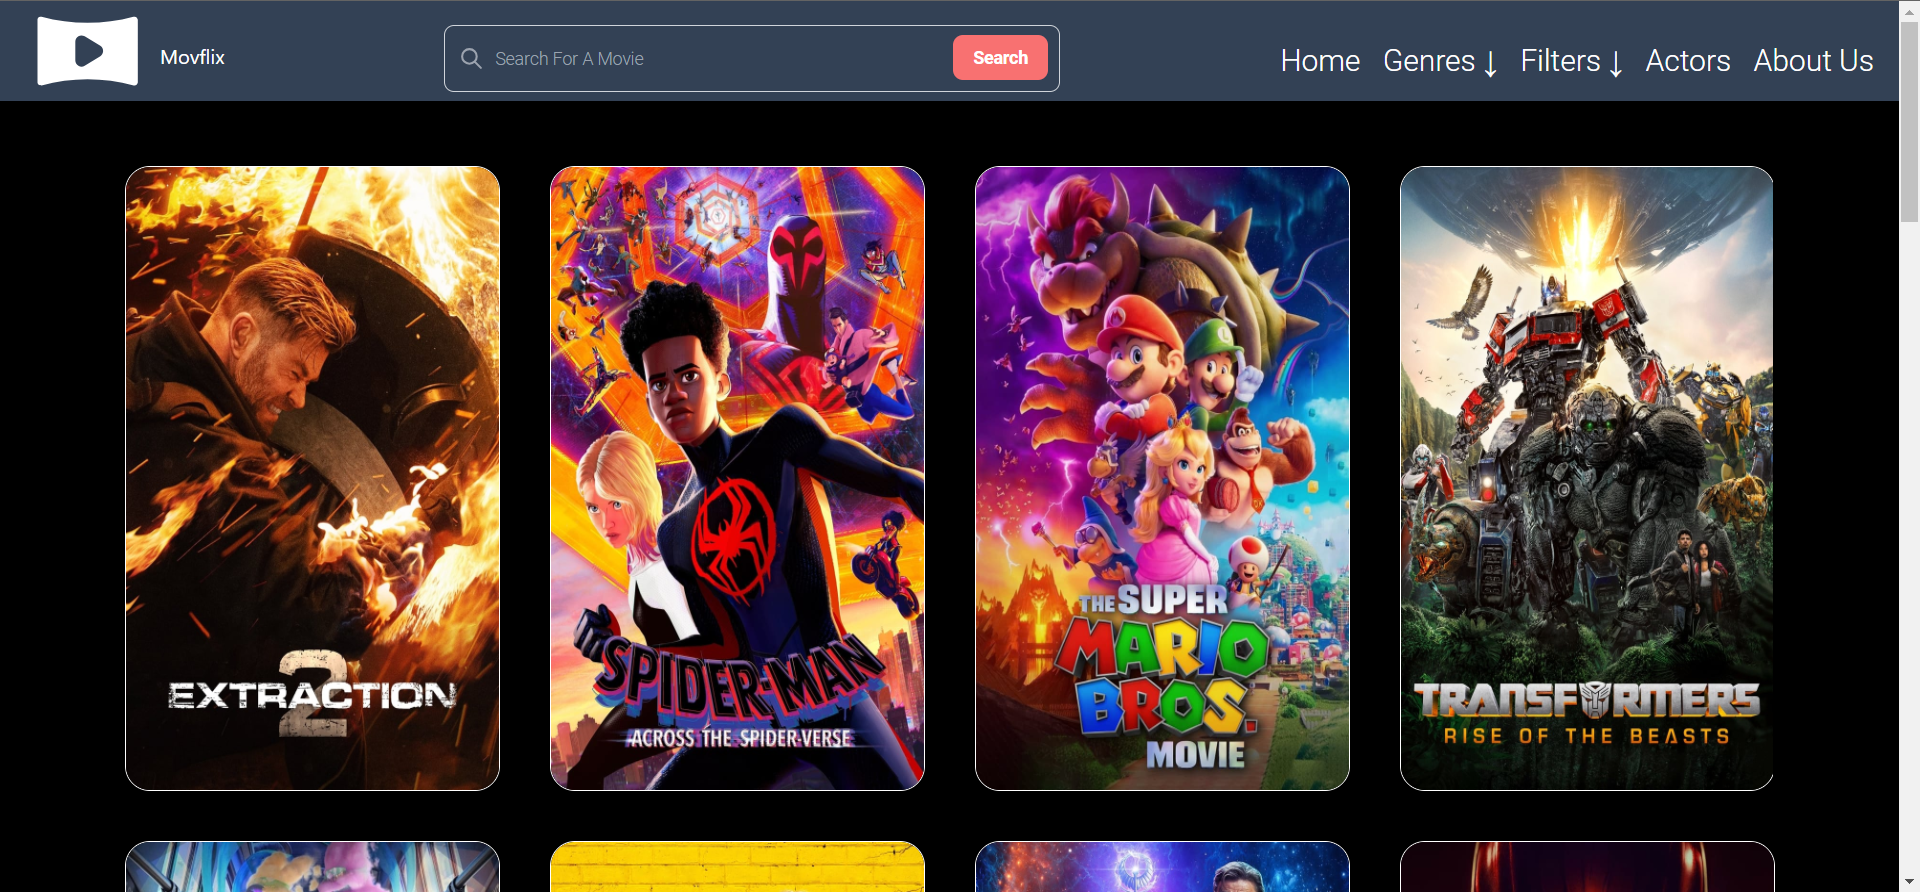 Movflix
Search For A Movie
Search
Home
Genres ↓
Filters ↓
Actors
About Us
EXTRACTION
2
SPIDER-MAN
ACROSS THE SPIDER-VERSE
THE SUPER
MARIO
BROS.
MOVIE
TRANSFORMERS
RISE OF THE BEASTS